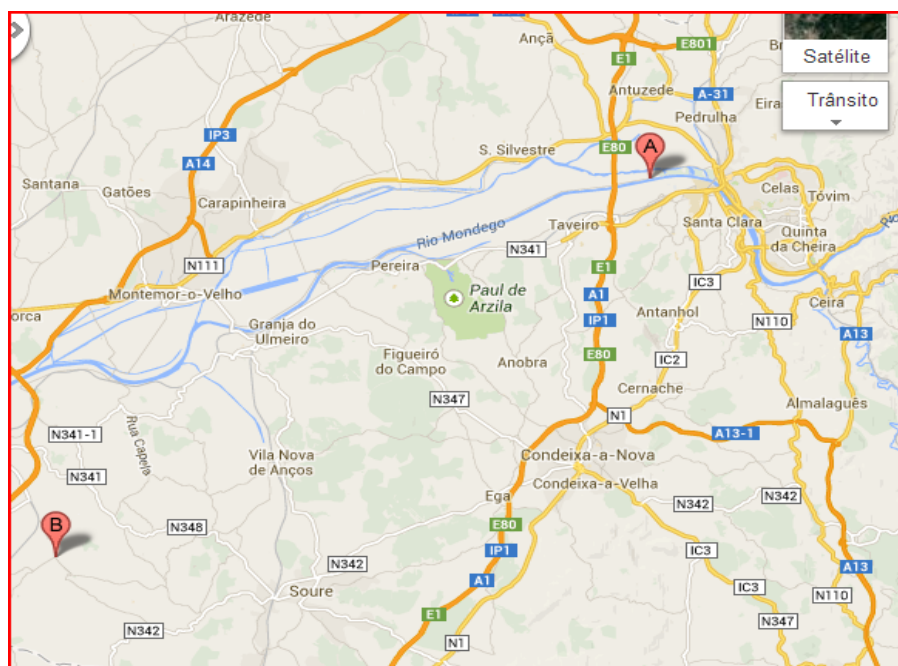 Arazede
Ançã
E801
E1
Satélite
Trânsito
Antuzede
A-31
Eira
Pedrulha
IP3
A14
S. Silvestre
E80
A
Santana
Gatões
Carapinheira
Celas
Tóvim
Santa Clara
Quinta
da Cheira
Taveiro
Rio Mondego
N341
N111
Pereira
E1
IC3
Montemor-o-Velho
Paul de
Arzila
A1
Antanhol
Ceira
orca
Granja do
Ulmeiro
IP1
N110
A13
Figueiró
do Campo
Anobra
E80
IC2
Cernache
N347
N1
Almalaguês
N341-1
Rua Capela
A13-1
Vila Nova
de Anços
Condeixa-a-Nova
N341
Condeixa-a-Velha
Ega
N342
N342
B
N348
E80
IP1
IC3
N342
A13
A1
Soure
IC3
N110
E1
N347
N342
N1